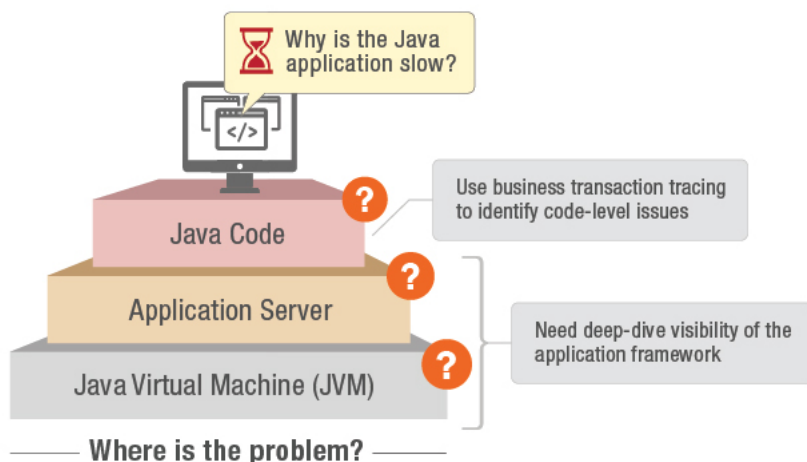 Why is the Java
application slow?
</>
Java Code
?
Use business transaction tracing
to identify code-level issues
Application Server
?
Need deep-dive visibility of the
application framework
Java Virtual Machine (JVM)
?
Where is the problem?